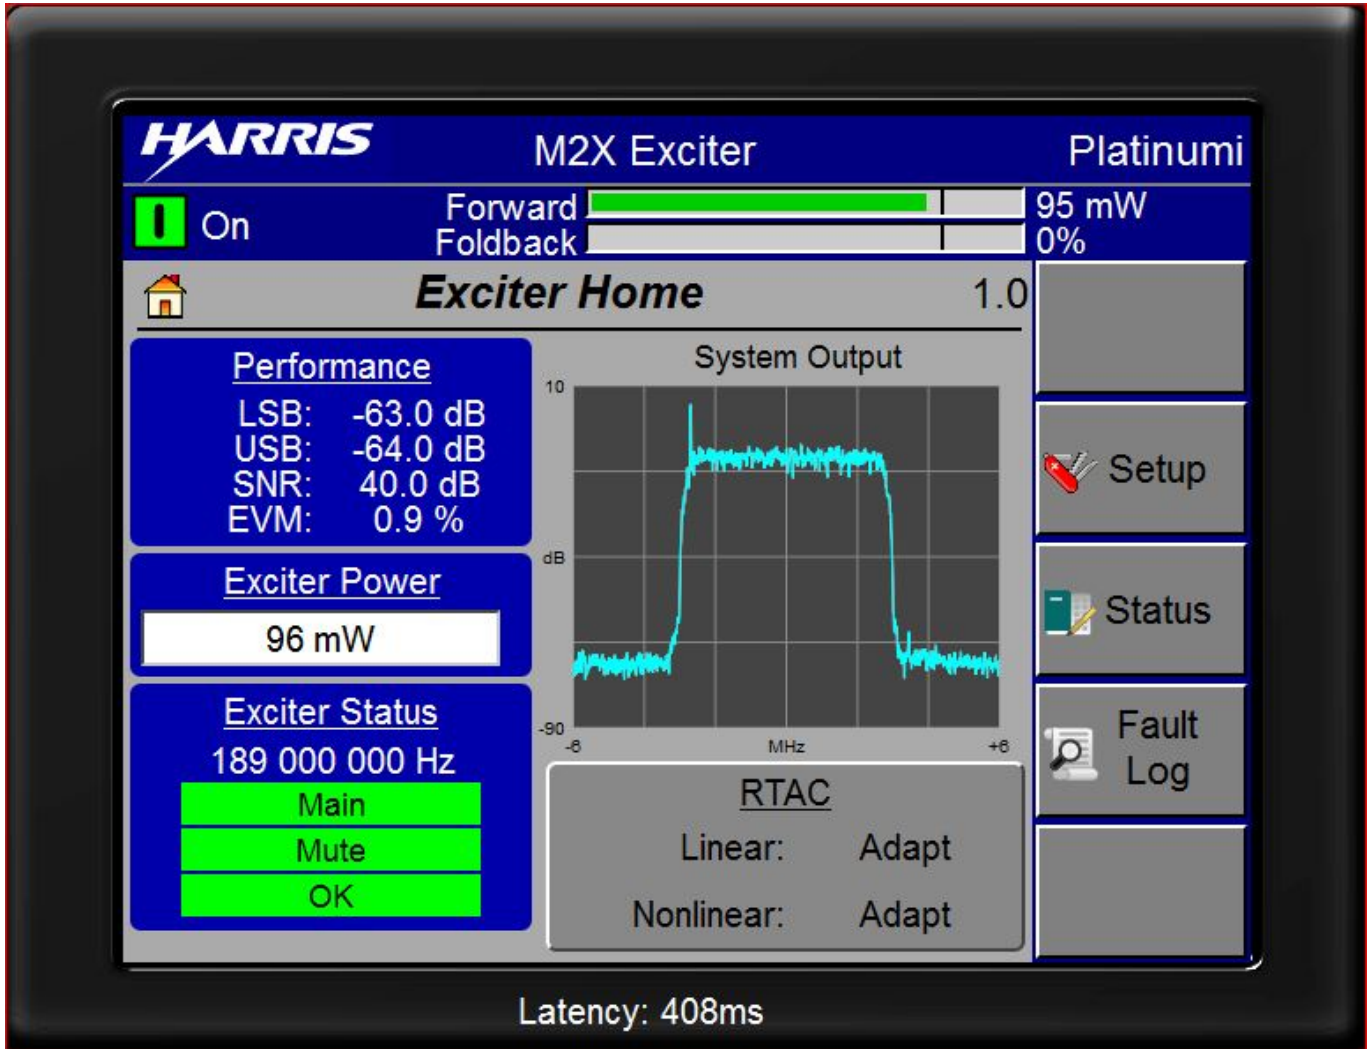 HARRIS
M2X Exciter
Platinumi
On
Forward
95 mW
Foldback
0%
Exciter Home
1.0
Performance
LSB: -63.0 dB
USB: -64.0 dB
SNR: 40.0 dB
EVM: 0.9 %
Exciter Power
96 mW
Exciter Status
189 000 000 Hz
Main
Mute
OK
System Output
10
dB
-90
-6
MHz
+6
RTAC
Linear: Adapt
Nonlinear: Adapt
Setup
Status
Fault
Log
Latency: 408ms